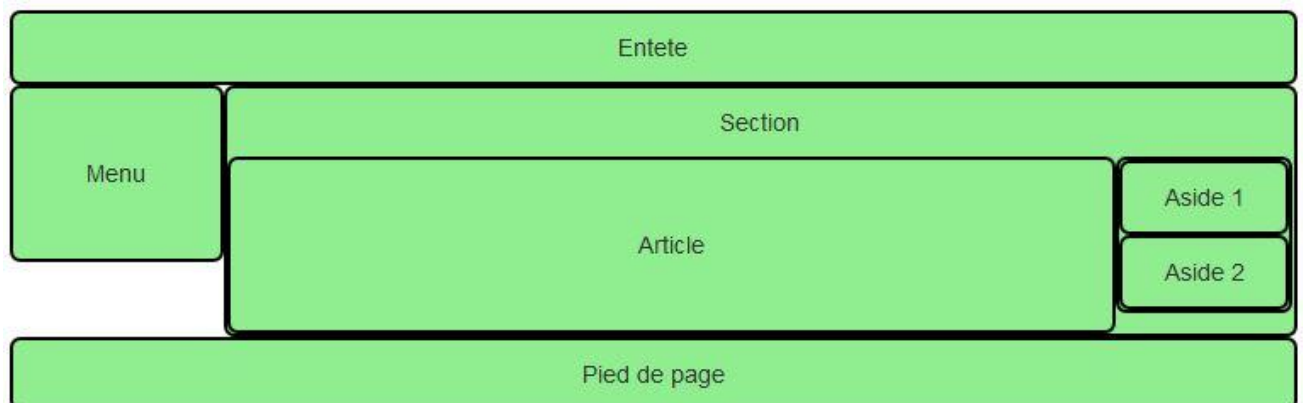 Entete
Section
Menu
Aside 1
Article
Aside 2
Pied de page